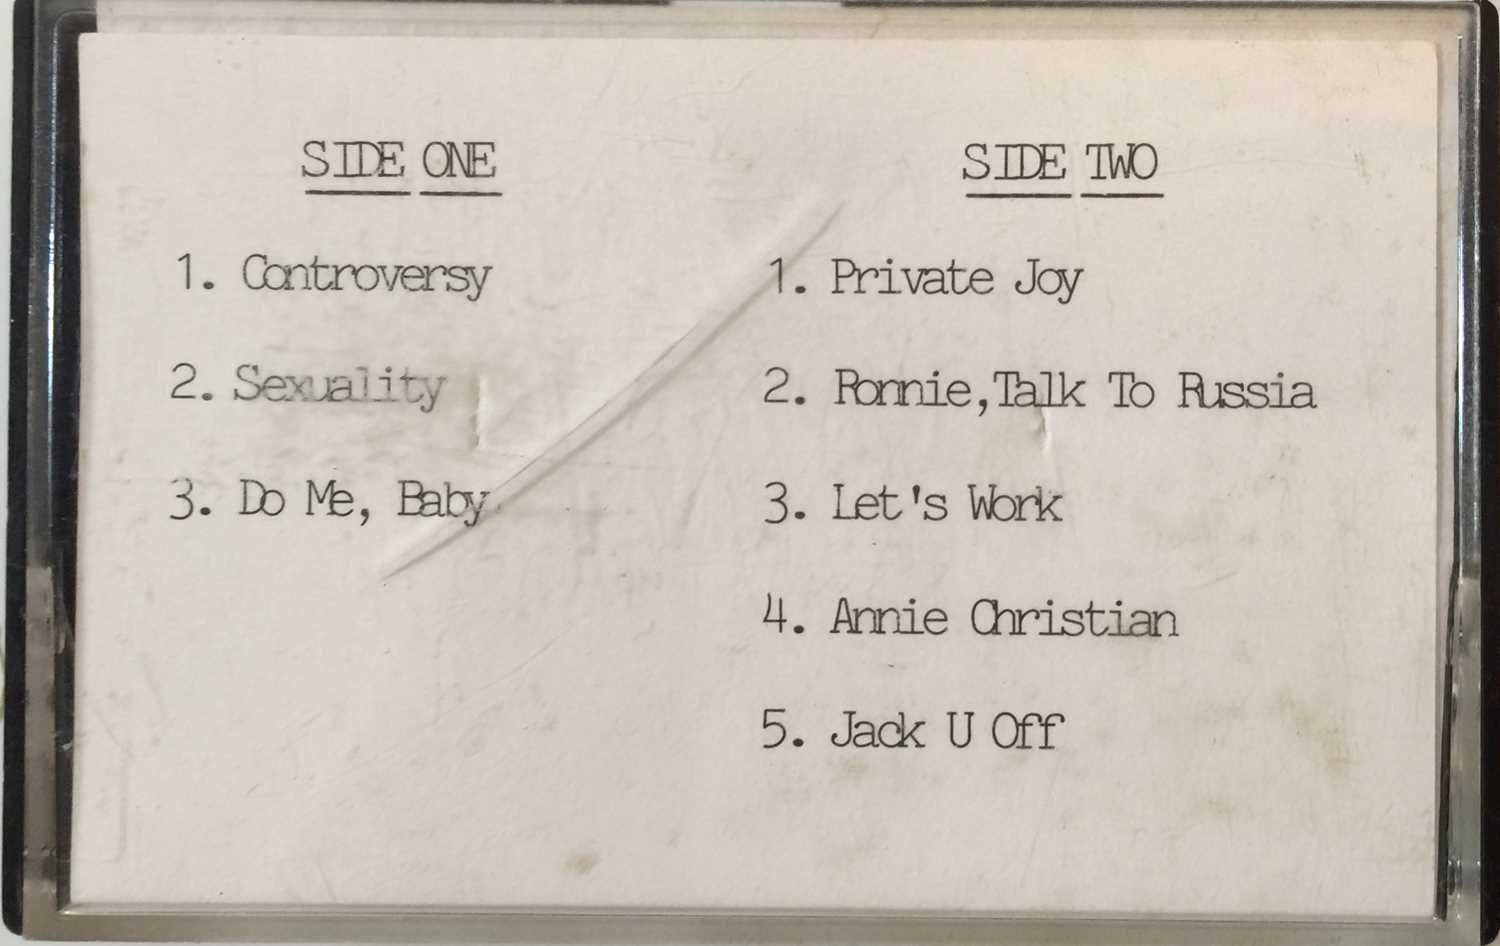 SIDE ONE
1. Controversy
2. Sexuality
3. Do Me, Baby
SIDE TWO
1. Private Joy
2. Ronnie,Talk To Russia
3. Let's Work
4. Annie Christian
5. Jack U Off